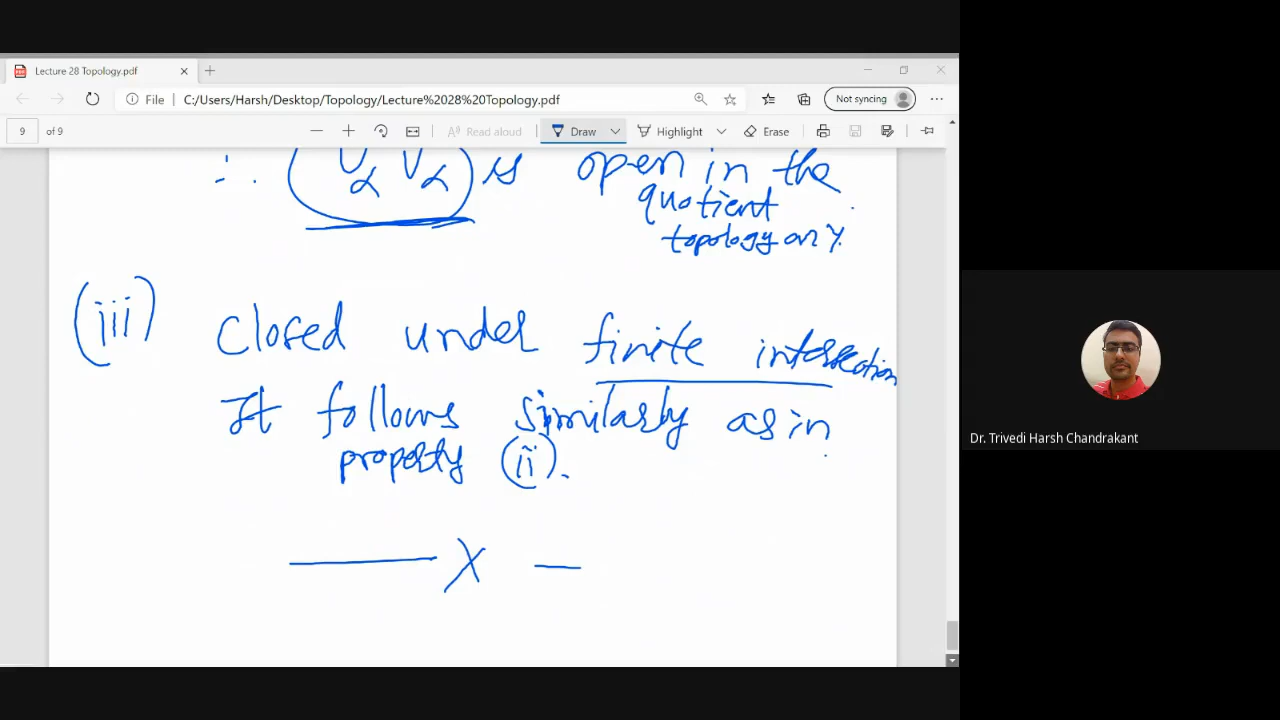 Lecture 28 Topology.pdf
File
C:/Users/Harsh/Desktop/Topology/Lecture%2028%20Topology.pdf
Not syncing
9 of 9
Read aloud
Draw
Highlight
Erase
∴ ( ∪α Vα ) is open in the
quotient
topology on Y.
(iii) Closed under finite intersection
It follows similarly as in
property (ii).
—— X —
Dr. Trivedi Harsh Chandrakant